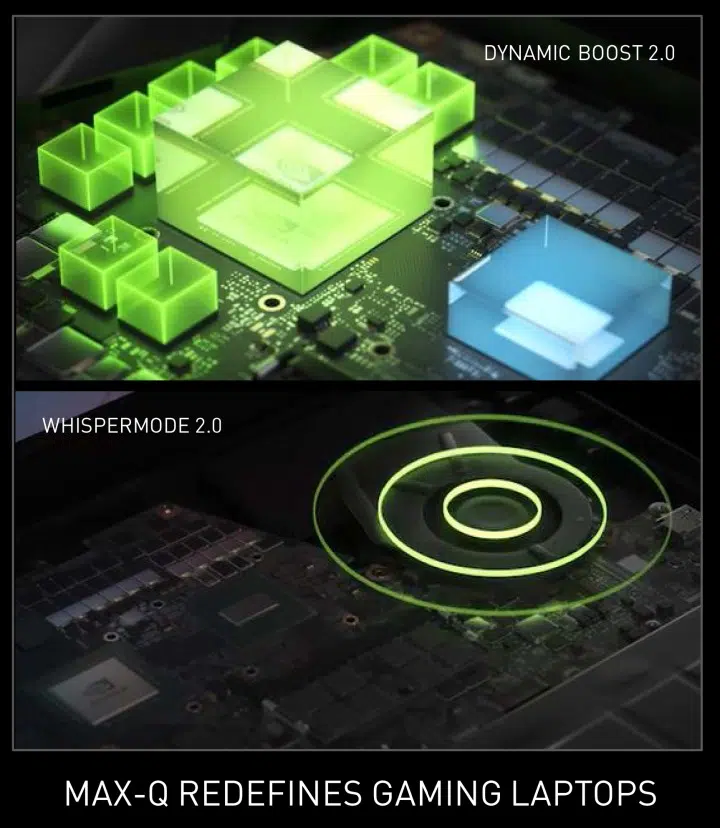 DYNAMIC BOOST 2.0
WHISPERMODE 2.0
MAX-Q REDEFINES GAMING LAPTOPS